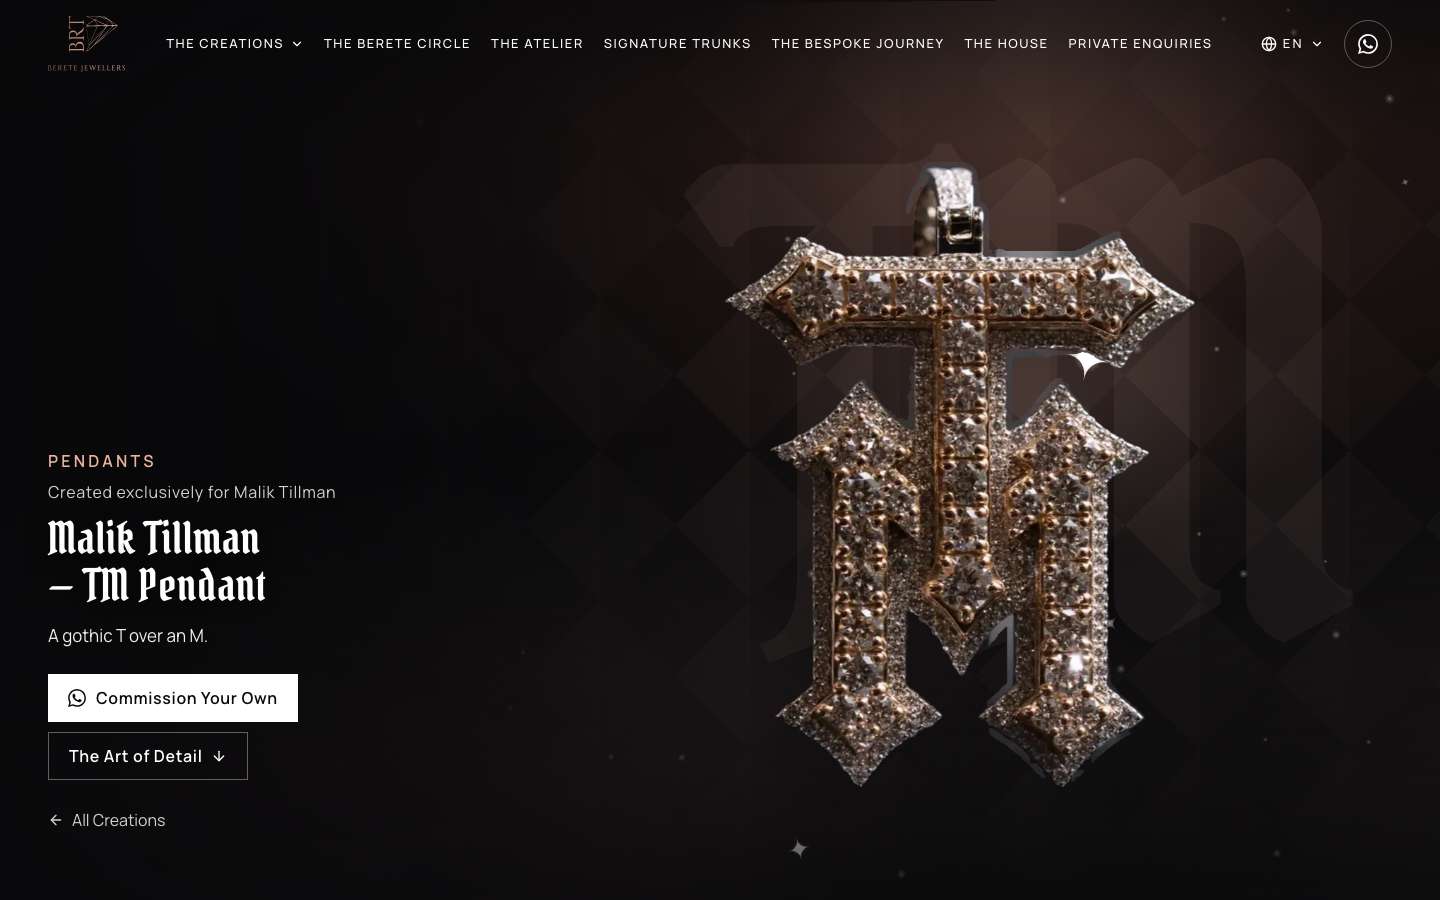 BRT
BERETE JEWELLERS
THE CREATIONS
THE BERETE CIRCLE
THE ATELIER
SIGNATURE TRUNKS
THE BESPOKE JOURNEY
THE HOUSE
PRIVATE ENQUIRIES
EN
TM
TM
PENDANTS
Created exclusively for Malik Tillman
Malik Tillman
– TM Pendant
A gothic T over an M.
Commission Your Own
The Art of Detail
All Creations